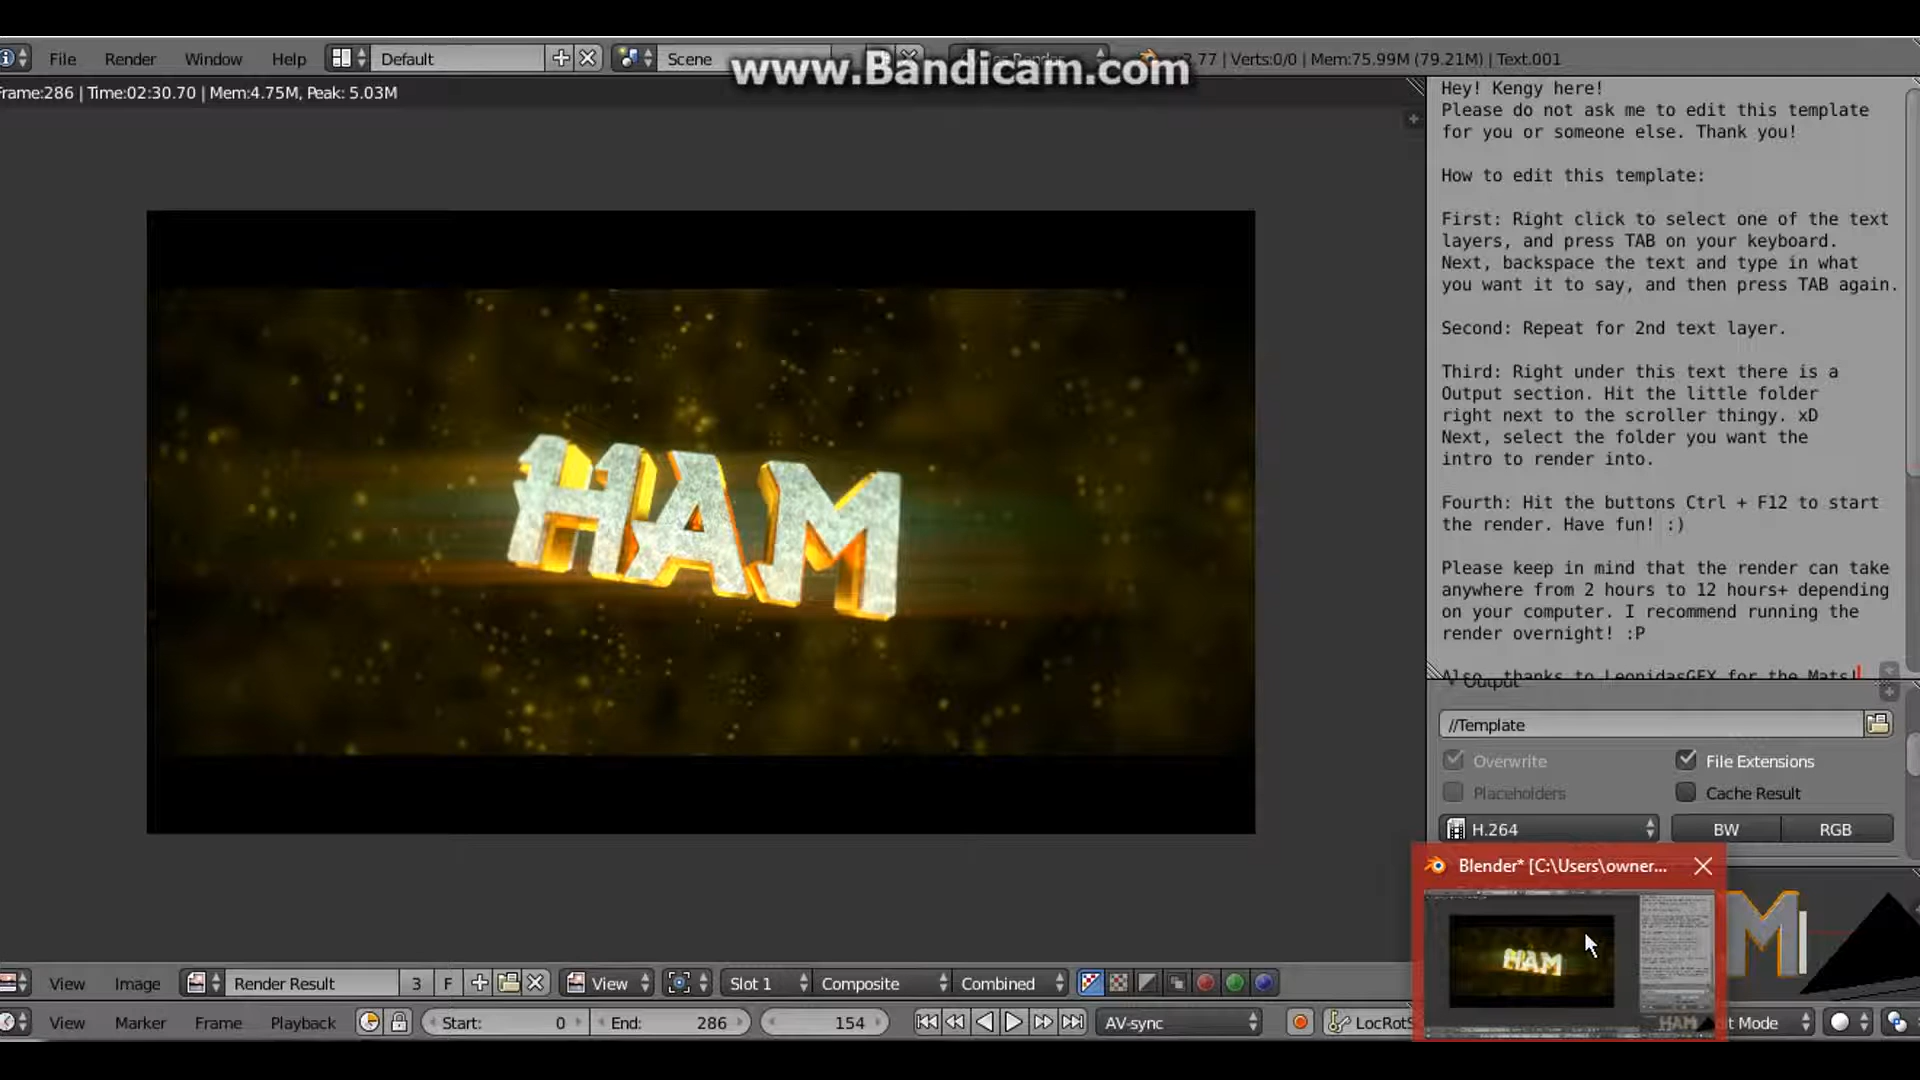 File Render Window Help Default Scene 2.77 | Verts:0/0 | Mem:75.99M (79.21M) | Text.001
www.Bandicam.com
Frame:286 | Time:02:30.70 | Mem:4.75M, Peak: 5.03M
Hey! Kengy here!
Please do not ask me to edit this template
for you or someone else. Thank you!
How to edit this template:
First: Right click to select one of the text
layers, and press TAB on your keyboard.
Next, backspace the text and type in what
you want it to say, and then press TAB again.
Second: Repeat for 2nd text layer.
Third: Right under this text there is a
Output section. Hit the little folder
right next to the scroller thingy. xD
Next, select the folder you want the
intro to render into.
Fourth: Hit the buttons Ctrl + F12 to start
the render. Have fun! :)
Please keep in mind that the render can take
anywhere from 2 hours to 12 hours+ depending
on your computer. I recommend running the
render overnight! :P
Also, thanks to LeonidasGFX for the Mats!
Output
//Template
Overwrite File Extensions
Placeholders Cache Result
H.264 BW RGB
HAM
Blender* [C:\Users\owner...
HAM
M
View Image Render Result 3 F View Slot 1 Composite Combined
View Marker Frame Playback Start: 0 End: 286 154 AV-sync LocRotS t Mode